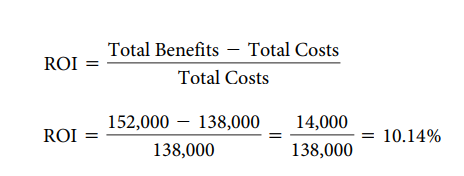 ROI = Total Benefits − Total Costs / Total Costs
ROI = 152,000 − 138,000 / 138,000 = 14,000 / 138,000 = 10.14%